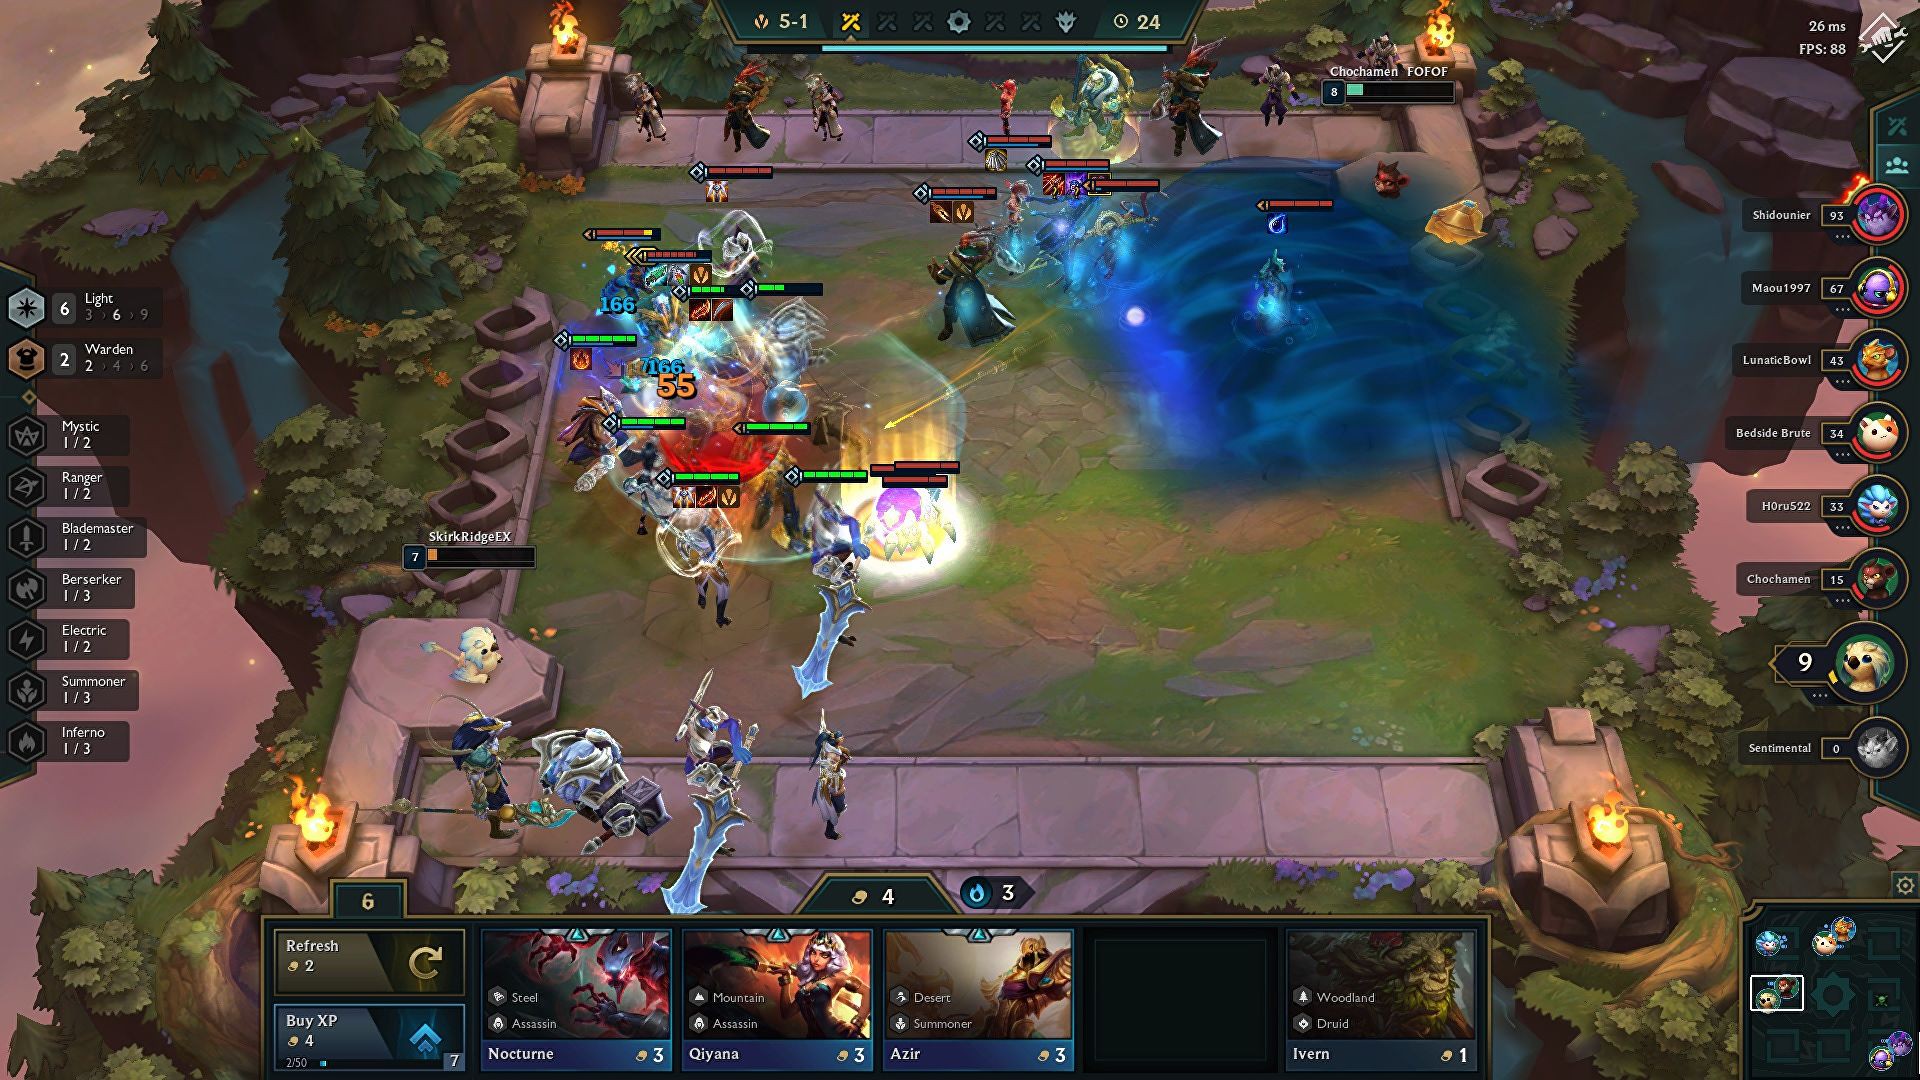 5-1
24
26 ms
FPS: 88
Chochamen FOFOF
8
Shidounier 93
Maou1997 67
LunaticBowl 43
Bedside Brute 34
H0ru522 33
Chochamen 15
9
Sentimental 0
6 Light
3 › 6 › 9
2 Warden
2 › 4 › 6
Mystic
1 / 2
Ranger
1 / 2
Blademaster
1 / 2
Berserker
1 / 3
Electric
1 / 2
Summoner
1 / 3
Inferno
1 / 3
166
7166
55
SkirkRidgeEX
7
6
4
3
Refresh
2
Buy XP
4
2/50
7
Steel
Assassin
Nocturne 3
Mountain
Assassin
Qiyana 3
Desert
Summoner
Azir 3
Woodland
Druid
Ivern 1